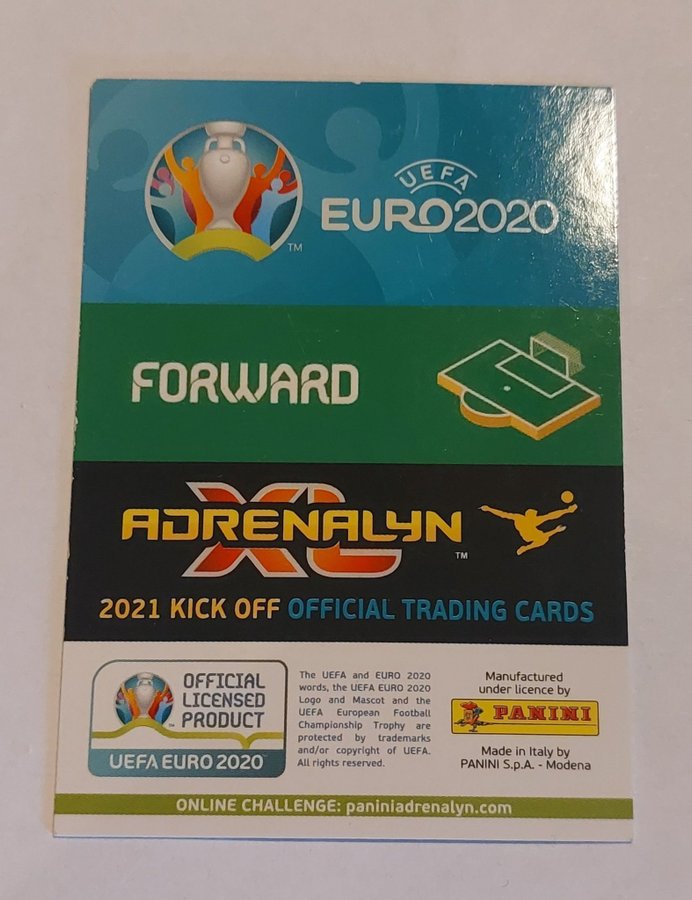 UEFA
EURO2020
TM
FORWARD
ADRENALYN
XL
TM
2021 KICK OFF OFFICIAL TRADING CARDS
OFFICIAL
LICENSED
PRODUCT
TM
UEFA EURO 2020
The UEFA and EURO 2020
words, the UEFA EURO 2020
Logo and Mascot and the
UEFA European Football
Championship Trophy are
protected by trademarks
and/or copyright of UEFA.
All rights reserved.
Manufactured
under licence by
PANINI
Made in Italy by
PANINI S.p.A. - Modena
ONLINE CHALLENGE: paniniadrenalyn.com